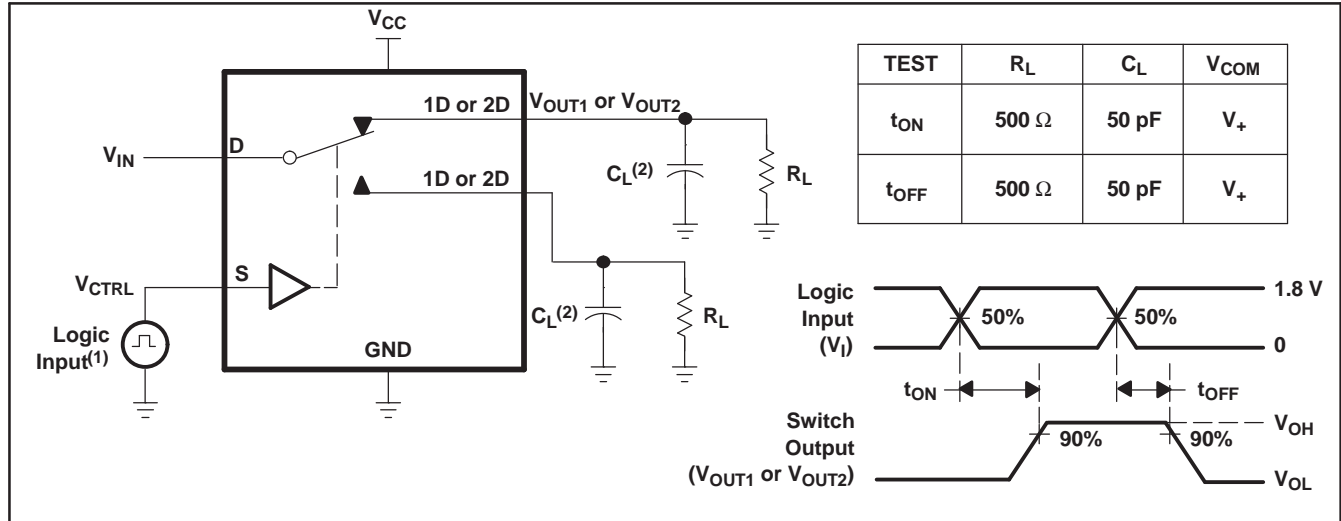 VCC
1D or 2D
VOUT1 or VOUT2
VIN
D
CL(2)
RL
1D or 2D
S
VCTRL
CL(2)
RL
Logic
Input(1)
GND
TEST RL CL VCOM
tON 500 Ω 50 pF V+
tOFF 500 Ω 50 pF V+
Logic
Input
(VI)
50%
50%
1.8 V
0
tON
tOFF
Switch
Output
(VOUT1 or VOUT2)
90%
90%
VOH
VOL